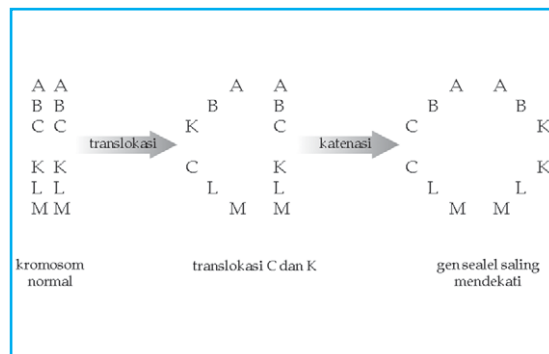 A A A A A A
B B B B B B
C C K C C K
translokasi katenasi
K K C K C K
L L L L L L
M M M M M M
kromosom normal
translokasi C dan K
gen sealel saling mendekati